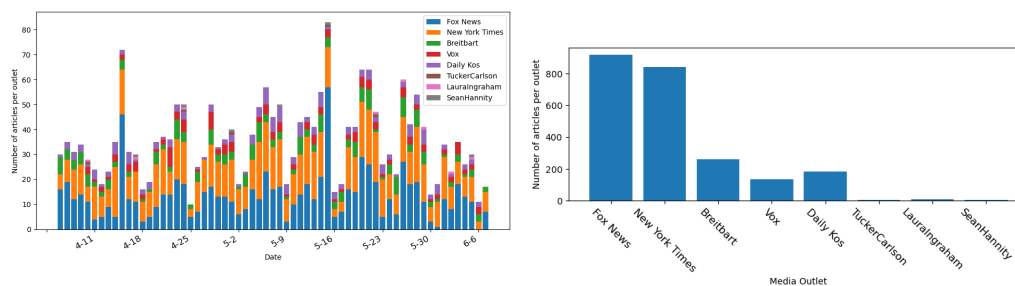 80
70
60
50
40
30
20
10
0
Number of articles per outlet
Fox News
New York Times
Breitbart
Vox
Daily Kos
TuckerCarlson
LauraIngraham
SeanHannity
4-11
4-18
4-25
5-2
5-9
5-16
5-23
5-30
6-6
Date
800
600
400
200
0
Number of articles per outlet
Fox News
New York Times
Breitbart
Vox
Daily Kos
TuckerCarlson
LauraIngraham
SeanHannity
Media Outlet